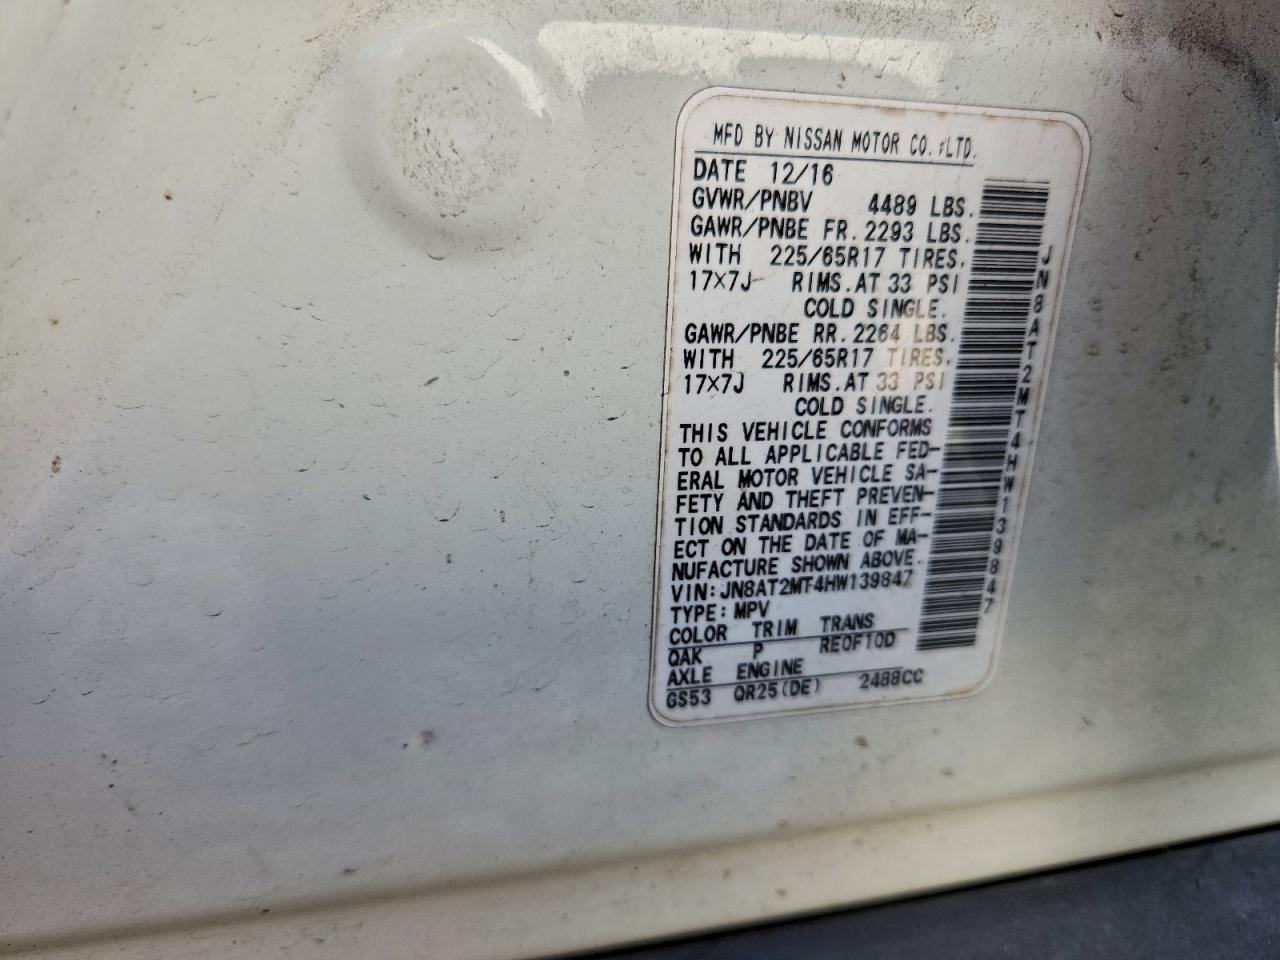 MFD BY NISSAN MOTOR CO.,LTD.
DATE 12/16
GVWR/PNBV 4489 LBS.
GAWR/PNBE FR. 2293 LBS.
WITH 225/65R17 TIRES.
17×7J RIMS. AT 33 PSI
COLD SINGLE.
GAWR/PNBE RR. 2264 LBS.
WITH 225/65R17 TIRES.
17×7J RIMS. AT 33 PSI
COLD SINGLE.
THIS VEHICLE CONFORMS
TO ALL APPLICABLE FED-
ERAL MOTOR VEHICLE SA-
FETY AND THEFT PREVEN-
TION STANDARDS IN EFF-
ECT ON THE DATE OF MA-
NUFACTURE SHOWN ABOVE.
VIN: JN8AT2MT4HW139847
TYPE: MPV
COLOR TRIM TRANS
QAK P RE0F10D
AXLE ENGINE
GS53 QR25(DE) 2488CC
JN8AT2MT4HW139847